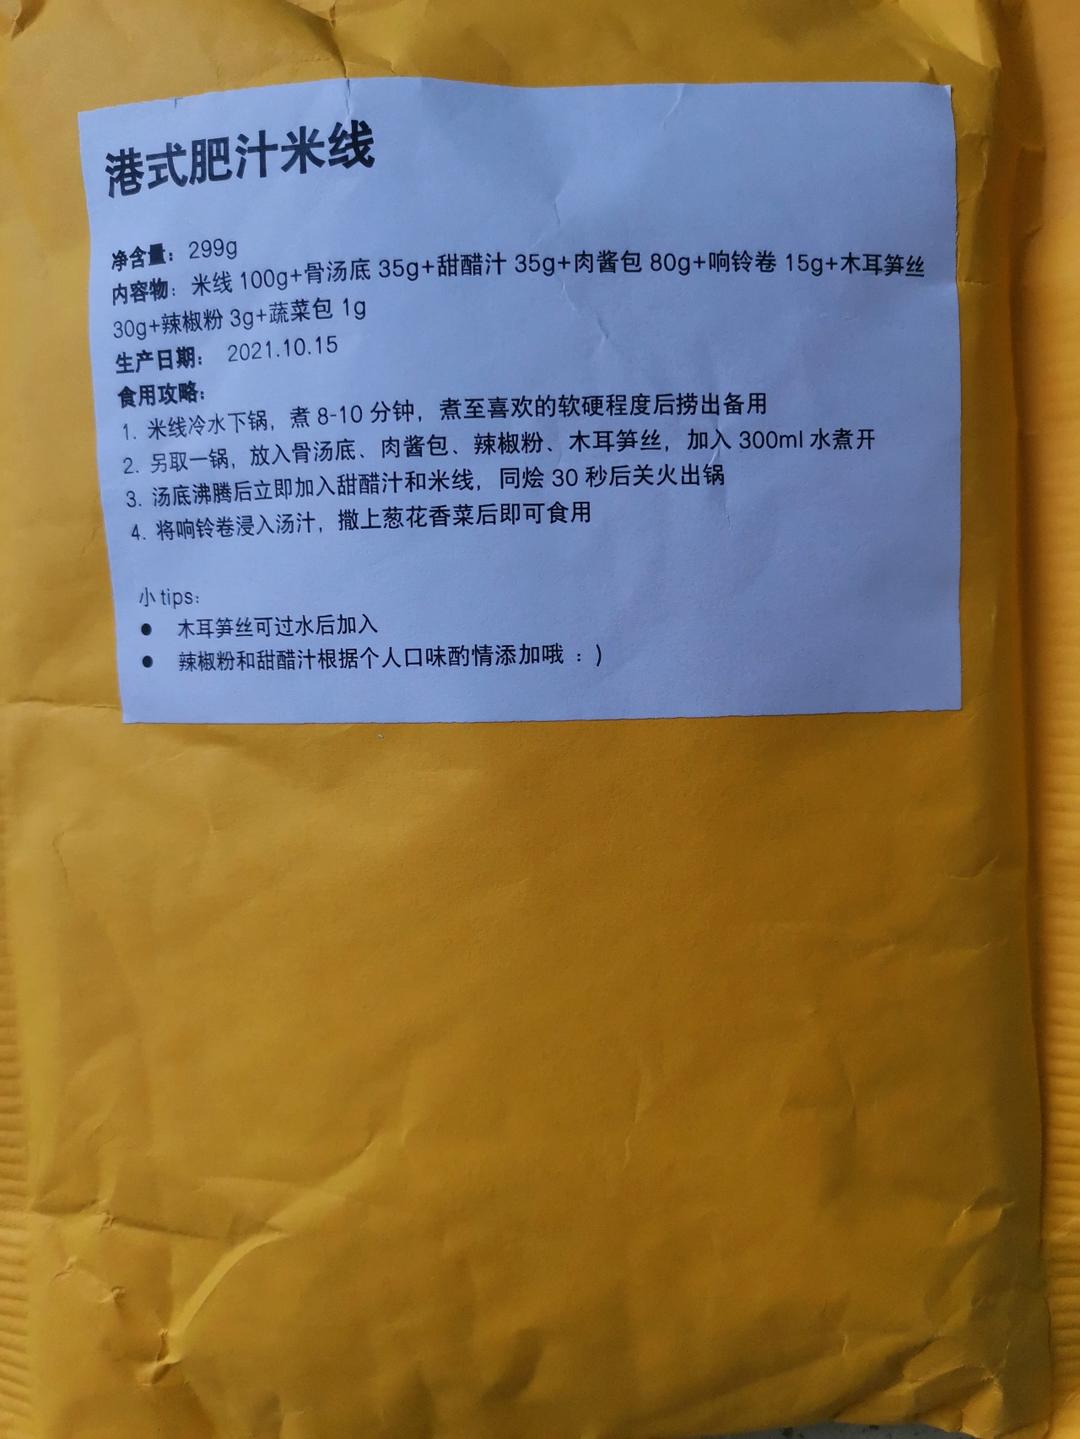 港式肥汁米线
净含量：299g
内容物：米线 100g+骨汤底 35g+甜醋汁 35g+肉酱包 80g+响铃卷 15g+木耳笋丝
30g+辣椒粉 3g+蔬菜包 1g
生产日期： 2021.10.15
食用攻略：
1. 米线冷水下锅，煮 8-10 分钟，煮至喜欢的软硬程度后捞出备用
2. 另取一锅，放入骨汤底、肉酱包、辣椒粉、木耳笋丝，加入 300ml 水煮开
3. 汤底沸腾后立即加入甜醋汁和米线，同烩 30 秒后关火出锅
4. 将响铃卷浸入汤汁，撒上葱花香菜后即可食用
小 tips:
● 木耳笋丝可过水后加入
● 辣椒粉和甜醋汁根据个人口味酌情添加哦：)